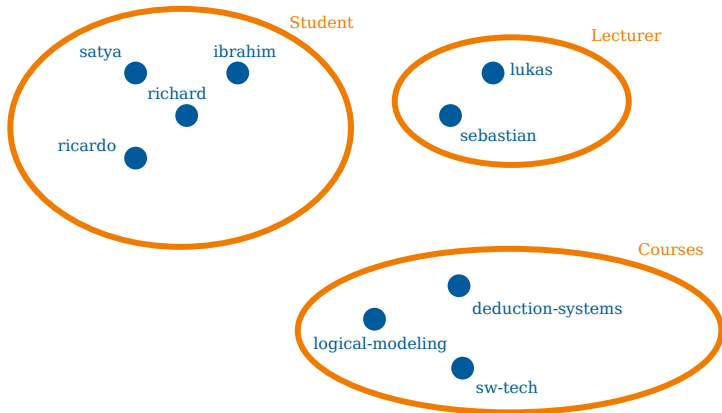 Student
satya
ibrahim
richard
ricardo
Lecturer
lukas
sebastian
Courses
deduction-systems
logical-modeling
sw-tech